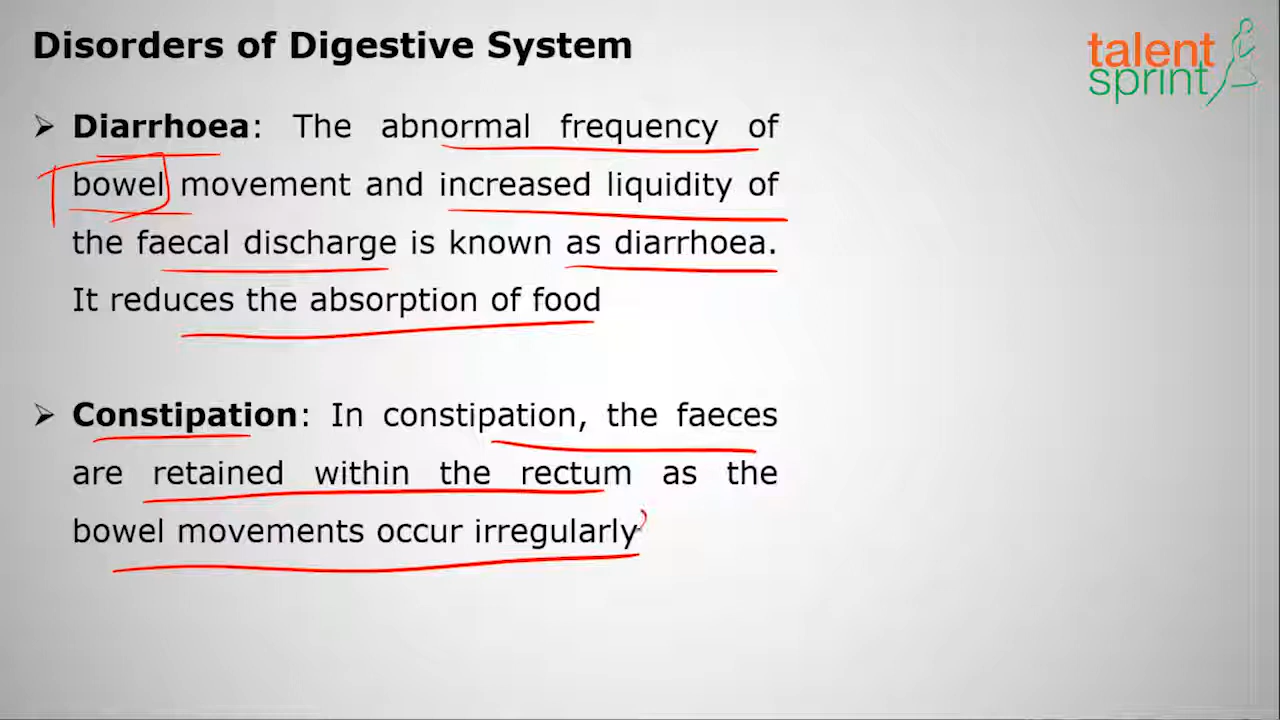 Disorders of Digestive System
talent
sprint
➢ Diarrhoea: The abnormal frequency of
bowel movement and increased liquidity of
the faecal discharge is known as diarrhoea.
It reduces the absorption of food
➢ Constipation: In constipation, the faeces
are retained within the rectum as the
bowel movements occur irregularly